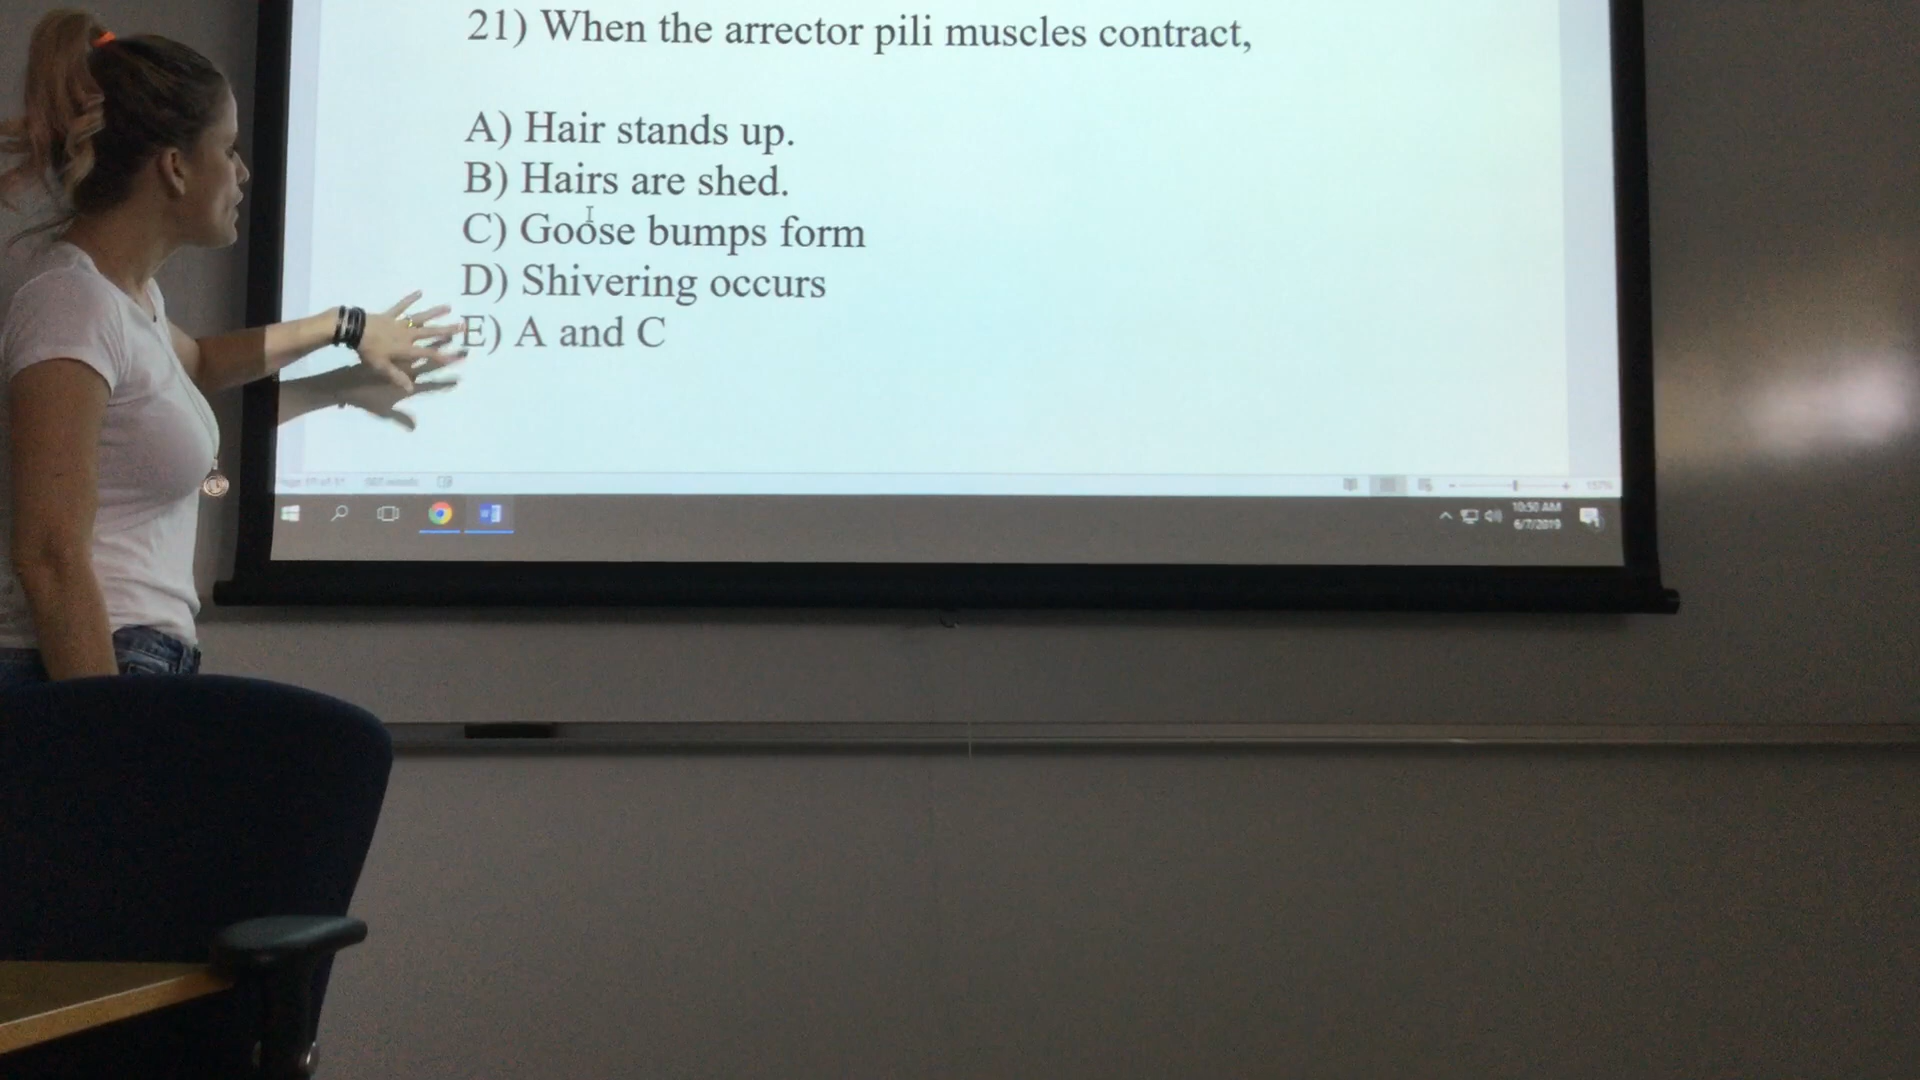 21) When the arrector pili muscles contract,
A) Hair stands up.
B) Hairs are shed.
C) Goose bumps form
D) Shivering occurs
E) A and C
157%
10:50 AM
6/7/2019